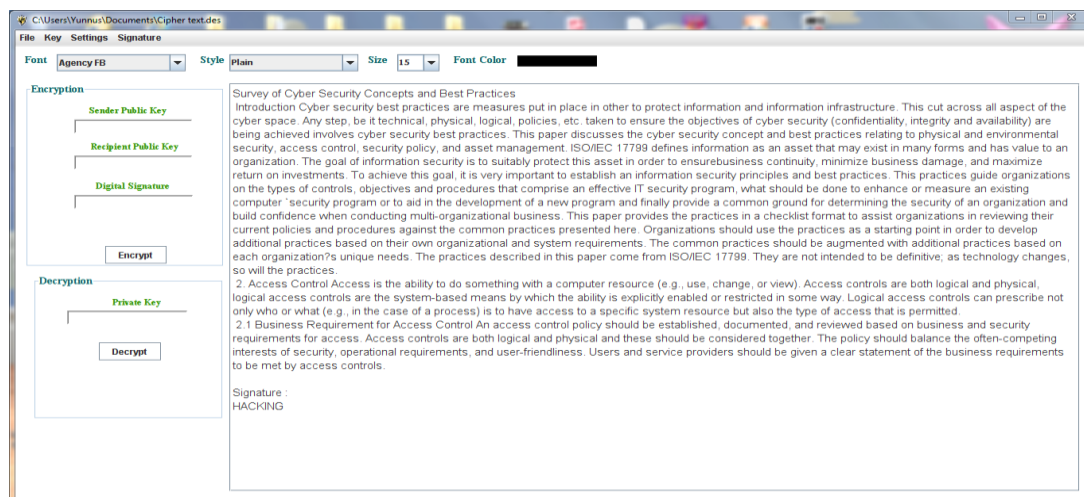 C:\Users\Yunnus\Documents\Cipher text.des
File Key Settings Signature
Font Agency FB Style Plain Size 15 Font Color
Encryption
Sender Public Key
Recipient Public Key
Digital Signature
Encrypt
Decryption
Private Key
Decrypt
Survey of Cyber Security Concepts and Best Practices
Introduction Cyber security best practices are measures put in place in other to protect information and information infrastructure. This cut across all aspect of the
cyber space. Any step, be it technical, physical, logical, policies, etc. taken to ensure the objectives of cyber security (confidentiality, integrity and availability) are
being achieved involves cyber security best practices. This paper discusses the cyber security concept and best practices relating to physical and environmental
security, access control, security policy, and asset management. ISO/IEC 17799 defines information as an asset that may exist in many forms and has value to an
organization. The goal of information security is to suitably protect this asset in order to ensurebusiness continuity, minimize business damage, and maximize
return on investments. To achieve this goal, it is very important to establish an information security principles and best practices. This practices guide organizations
on the types of controls, objectives and procedures that comprise an effective IT security program, what should be done to enhance or measure an existing
computer `security program or to aid in the development of a new program and finally provide a common ground for determining the security of an organization and
build confidence when conducting multi-organizational business. This paper provides the practices in a checklist format to assist organizations in reviewing their
current policies and procedures against the common practices presented here. Organizations should use the practices as a starting point in order to develop
additional practices based on their own organizational and system requirements. The common practices should be augmented with additional practices based on
each organization?s unique needs. The practices described in this paper come from ISO/IEC 17799. They are not intended to be definitive; as technology changes,
so will the practices.
2. Access Control Access is the ability to do something with a computer resource (e.g., use, change, or view). Access controls are both logical and physical,
logical access controls are the system-based means by which the ability is explicitly enabled or restricted in some way. Logical access controls can prescribe not
only who or what (e.g., in the case of a process) is to have access to a specific system resource but also the type of access that is permitted.
2.1 Business Requirement for Access Control An access control policy should be established, documented, and reviewed based on business and security
requirements for access. Access controls are both logical and physical and these should be considered together. The policy should balance the often-competing
interests of security, operational requirements, and user-friendliness. Users and service providers should be given a clear statement of the business requirements
to be met by access controls.
Signature :
HACKING